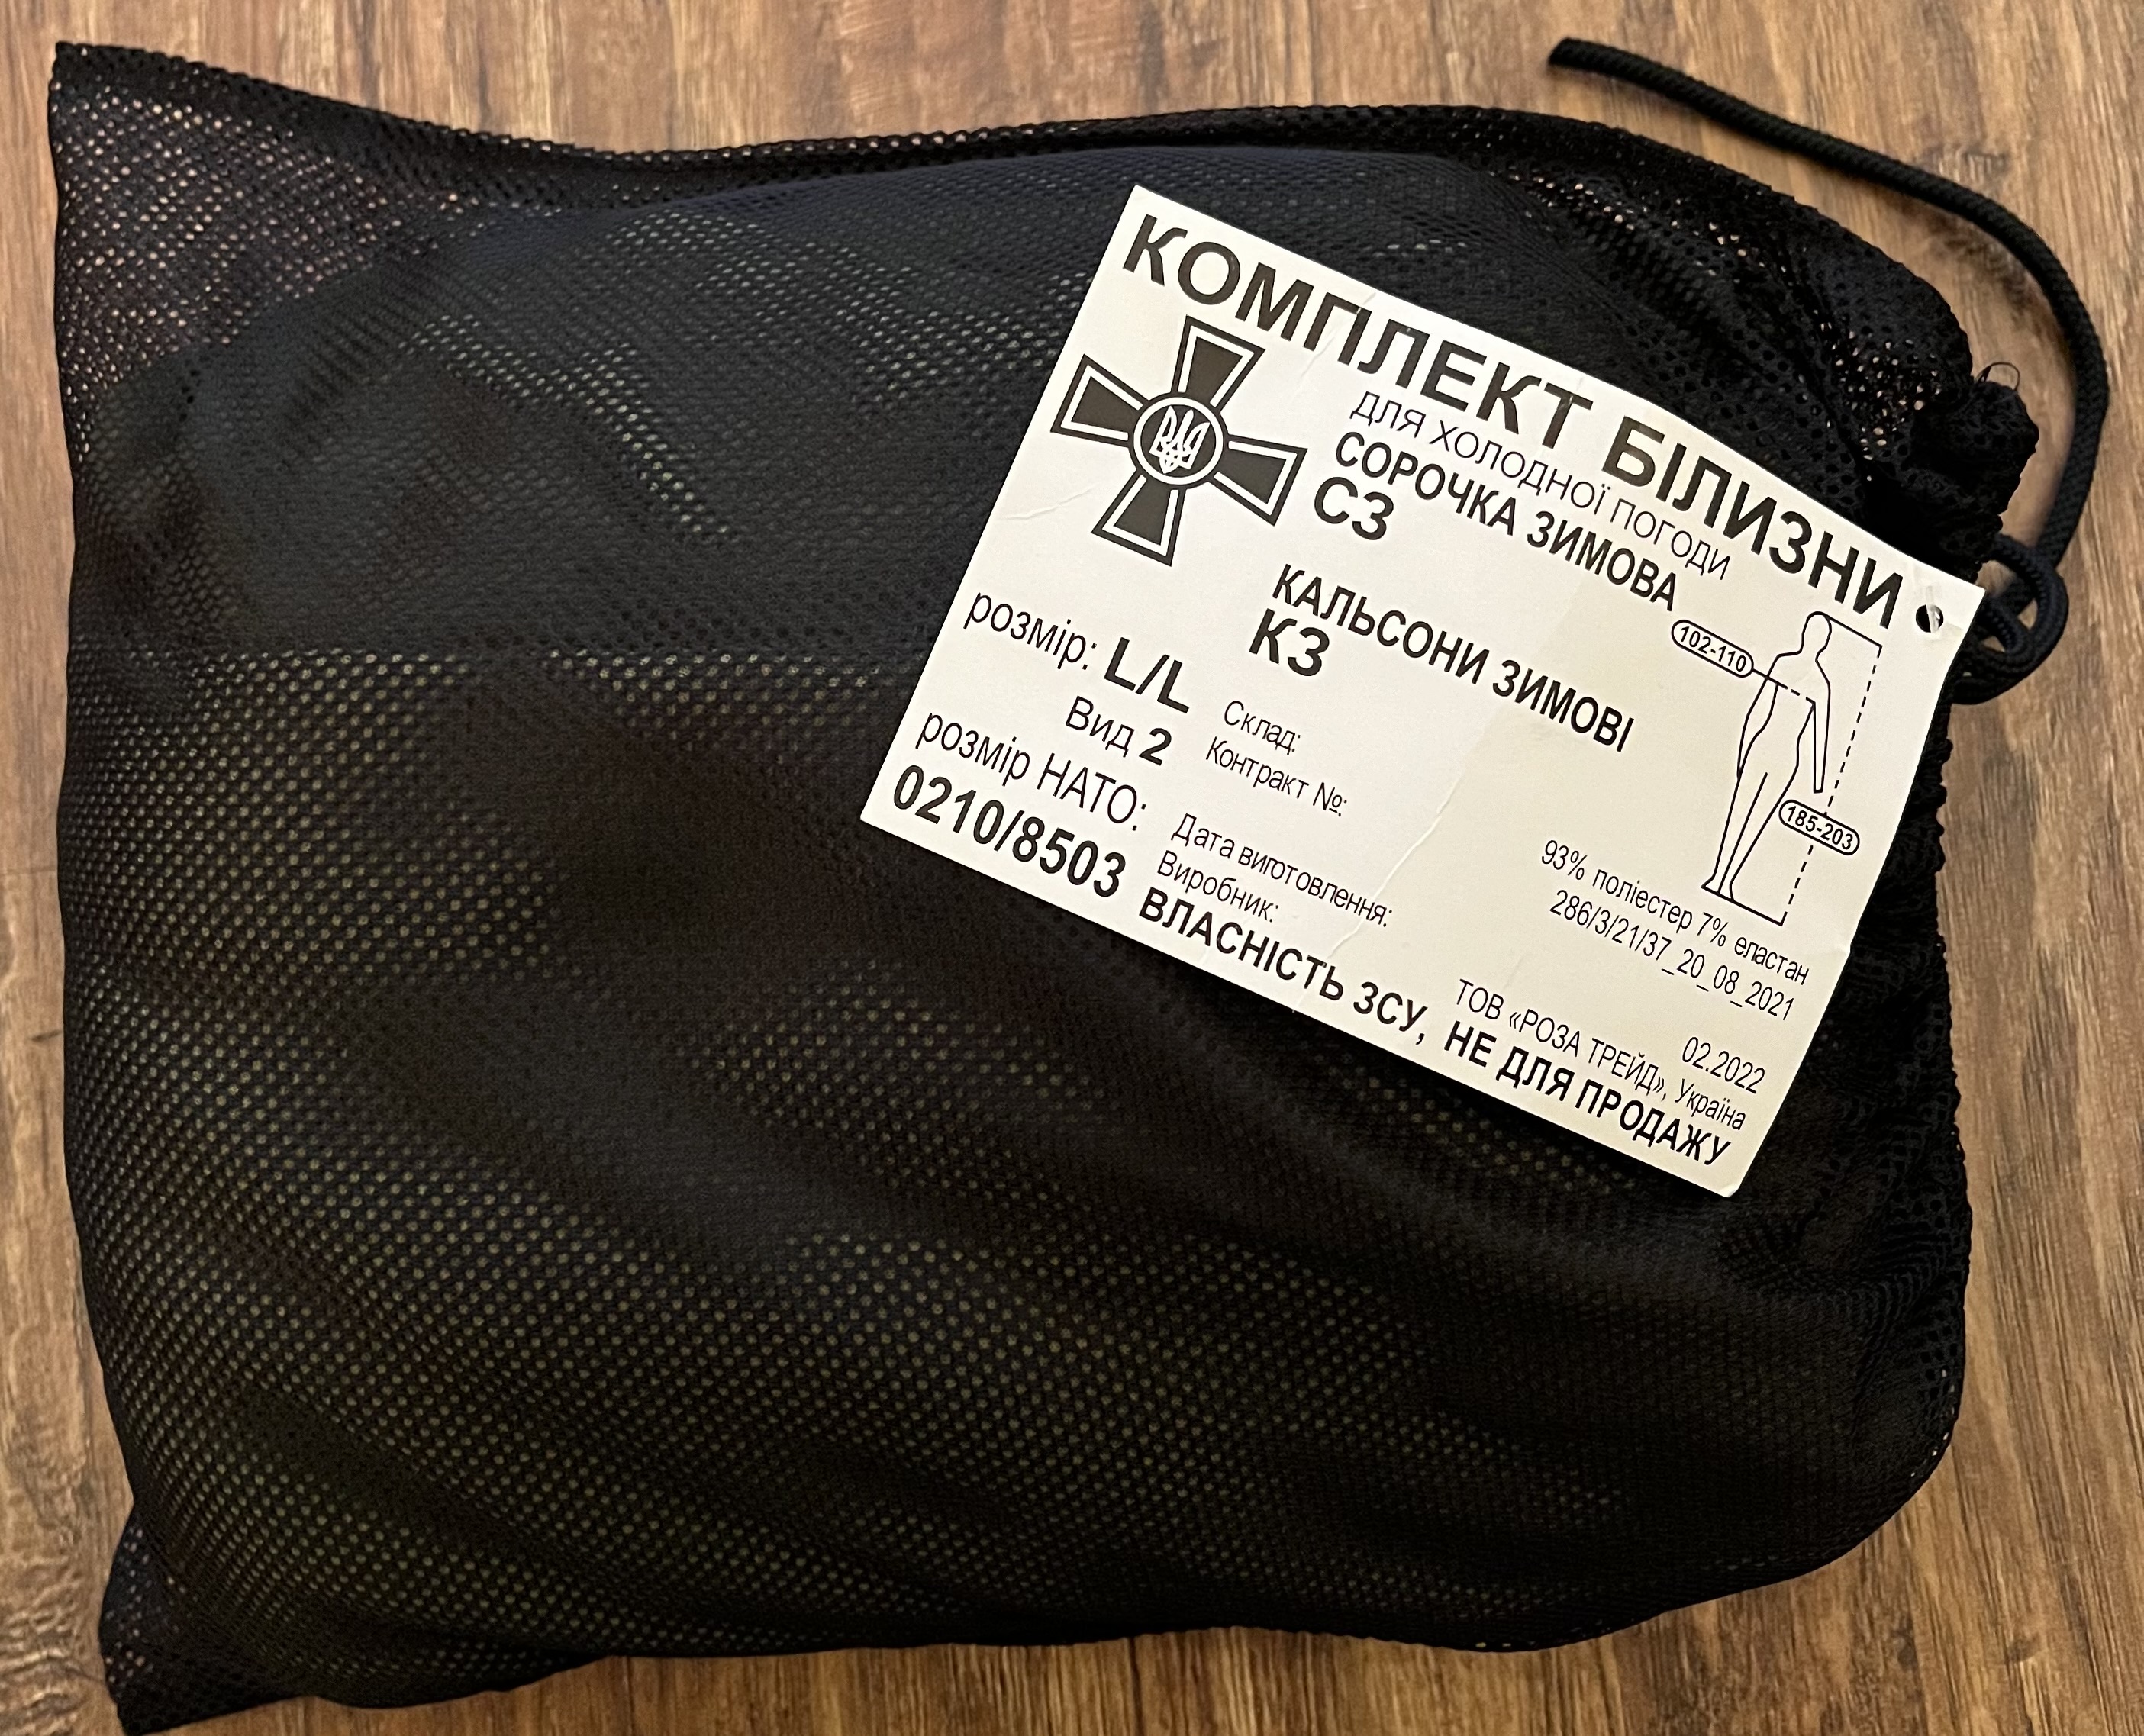 КОМПЛЕКТ БІЛИЗНИ
для холодної погоди
СОРОЧКА ЗИМОВА
СЗ
КАЛЬСОНИ ЗИМОВІ
КЗ
102-110
185-203
розмір: L/L
Вид 2
розмір НАТО:
0210/8503
Склад: 93% поліестер 7% еластан
Контракт №: 286/3/21/37_20_08_2021
Дата виготовлення: 02.2022
Виробник: ТОВ «РОЗА ТРЕЙД», Україна
ВЛАСНІСТЬ ЗСУ, НЕ ДЛЯ ПРОДАЖУ